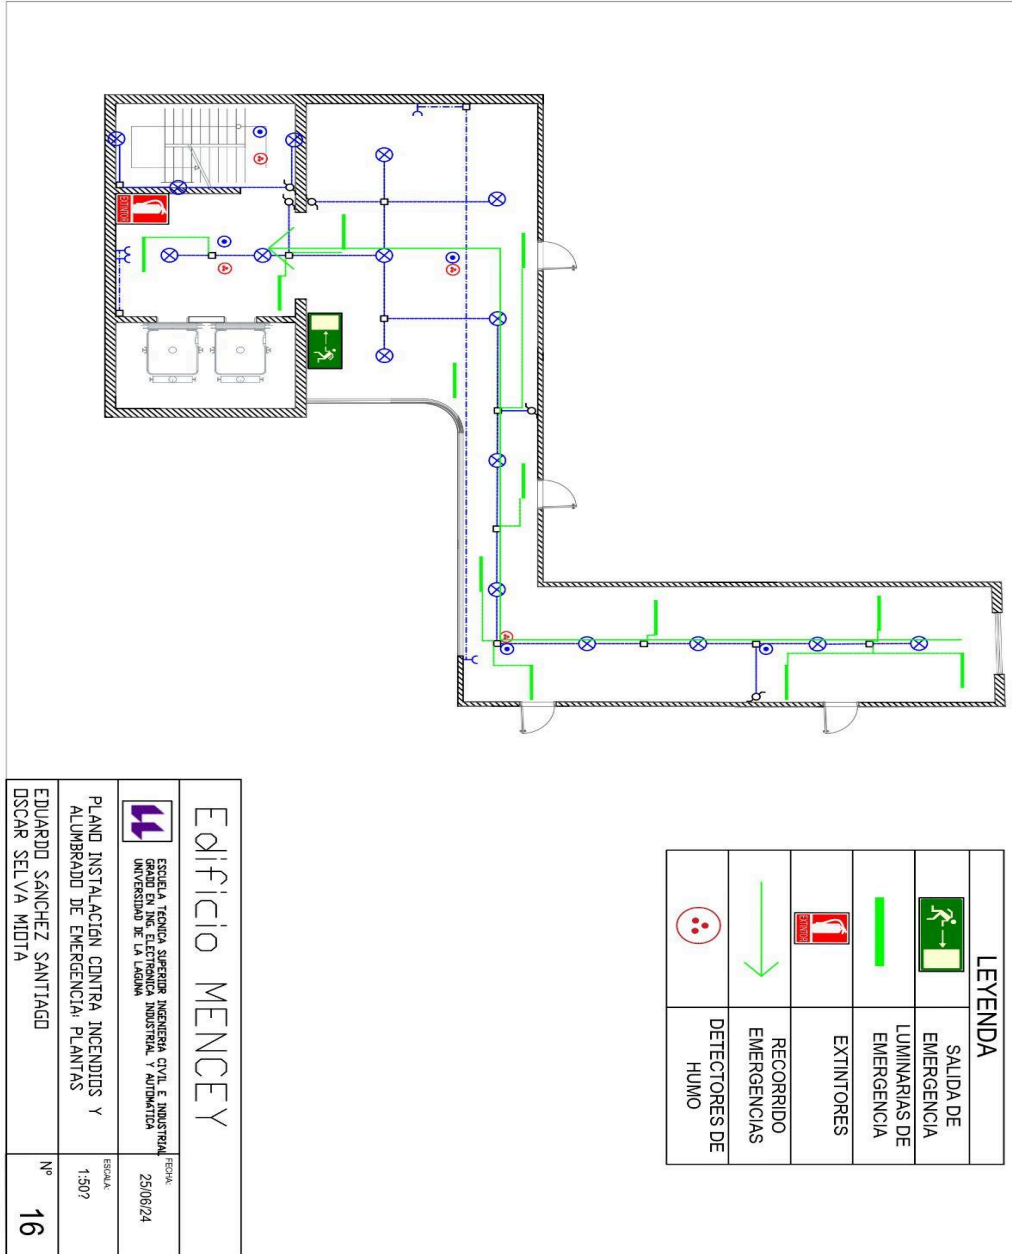 EXTINTOR
LEYENDA
SALIDA DE
EMERGENCIA
LUMINARIAS DE
EMERGENCIA
EXTINTOR
EXTINTORES
RECORRIDO
EMERGENCIAS
DETECTORES DE
HUMO
Edificio MENCEY
ESCUELA TÉCNICA SUPERIOR INGENIERÍA CIVIL E INDUSTRIAL
GRADO EN ING. ELECTRÓNICA INDUSTRIAL Y AUTOMÁTICA
UNIVERSIDAD DE LA LAGUNA
FECHA:
25/06/24
PLANO INSTALACIÓN CONTRA INCENDIOS Y
ALUMBRADO DE EMERGENCIA: PLANTAS
ESCALA:
1:50?
EDUARDO SÁNCHEZ SANTIAGO
OSCAR SELVA MIOTA
Nº
16